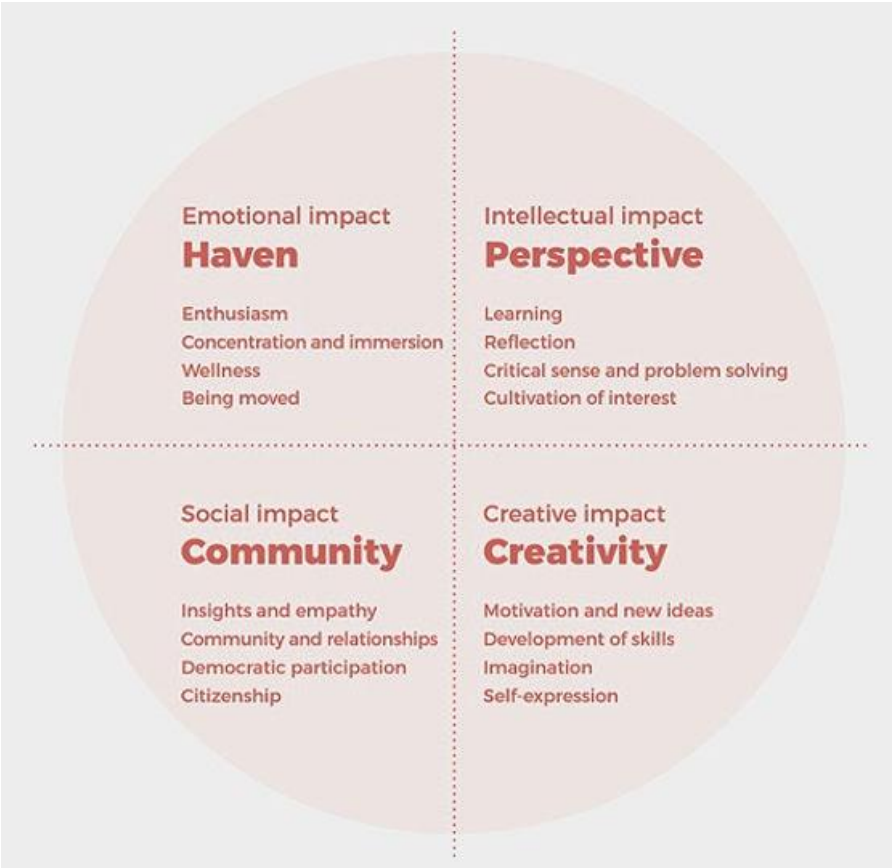 Emotional impact
Haven
Enthusiasm
Concentration and immersion
Wellness
Being moved
Intellectual impact
Perspective
Learning
Reflection
Critical sense and problem solving
Cultivation of interest
Social impact
Community
Insights and empathy
Community and relationships
Democratic participation
Citizenship
Creative impact
Creativity
Motivation and new ideas
Development of skills
Imagination
Self-expression